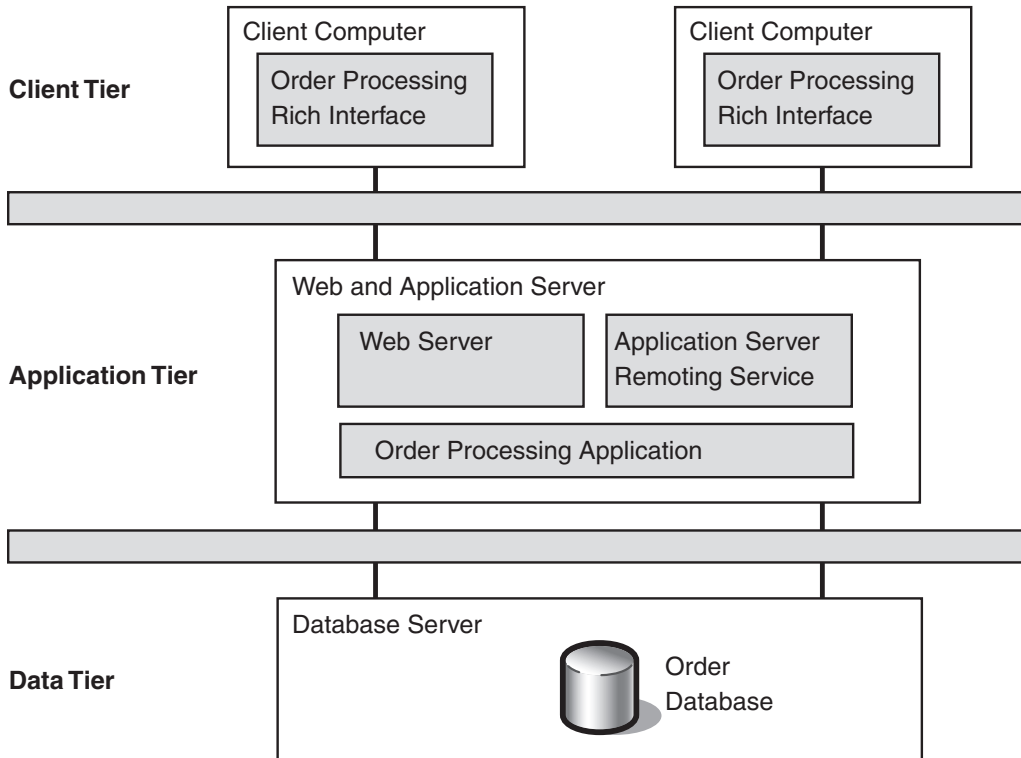 Client Computer
Order Processing
Rich Interface
Client Computer
Order Processing
Rich Interface
Client Tier
Web and Application Server
Web Server
Application Server
Remoting Service
Order Processing Application
Application Tier
Database Server
Order
Database
Data Tier